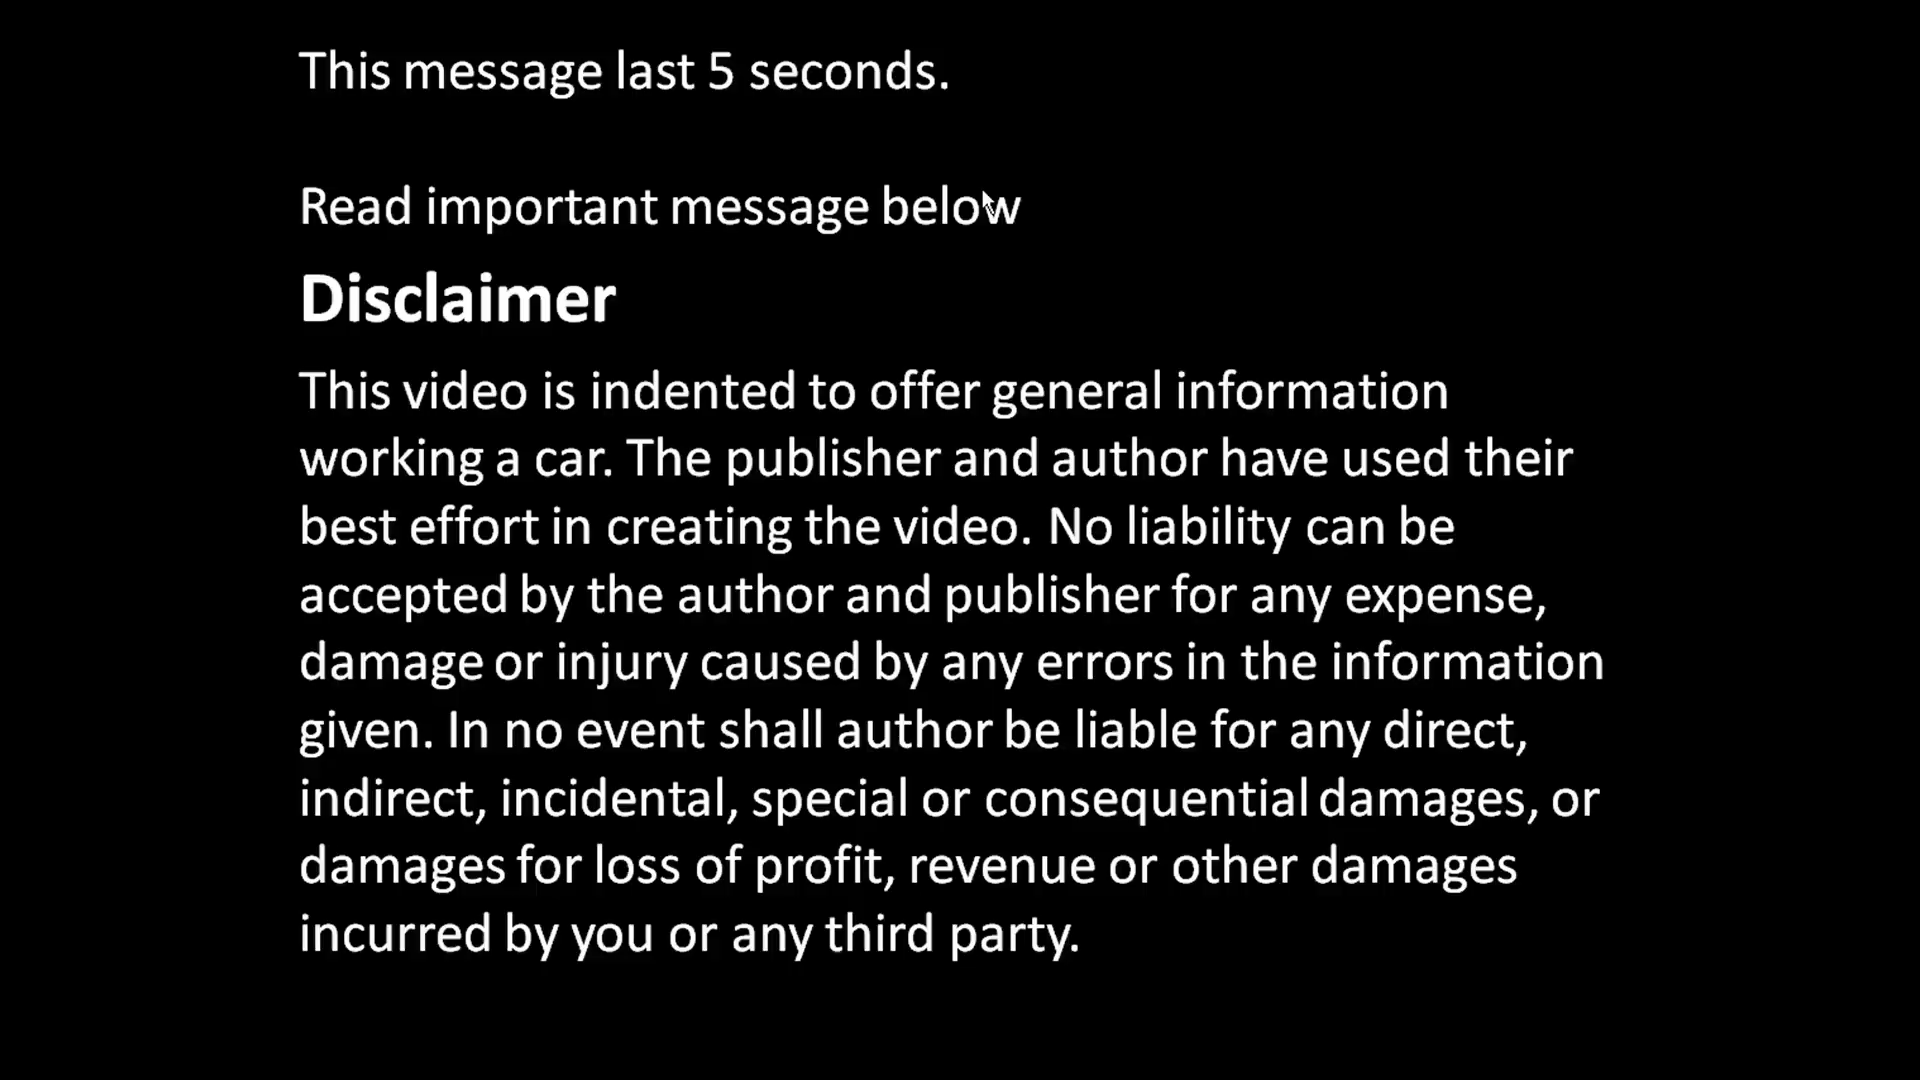 This message last 5 seconds.
Read important message below
Disclaimer
This video is indented to offer general information
working a car. The publisher and author have used their
best effort in creating the video. No liability can be
accepted by the author and publisher for any expense,
damage or injury caused by any errors in the information
given. In no event shall author be liable for any direct,
indirect, incidental, special or consequential damages, or
damages for loss of profit, revenue or other damages
incurred by you or any third party.